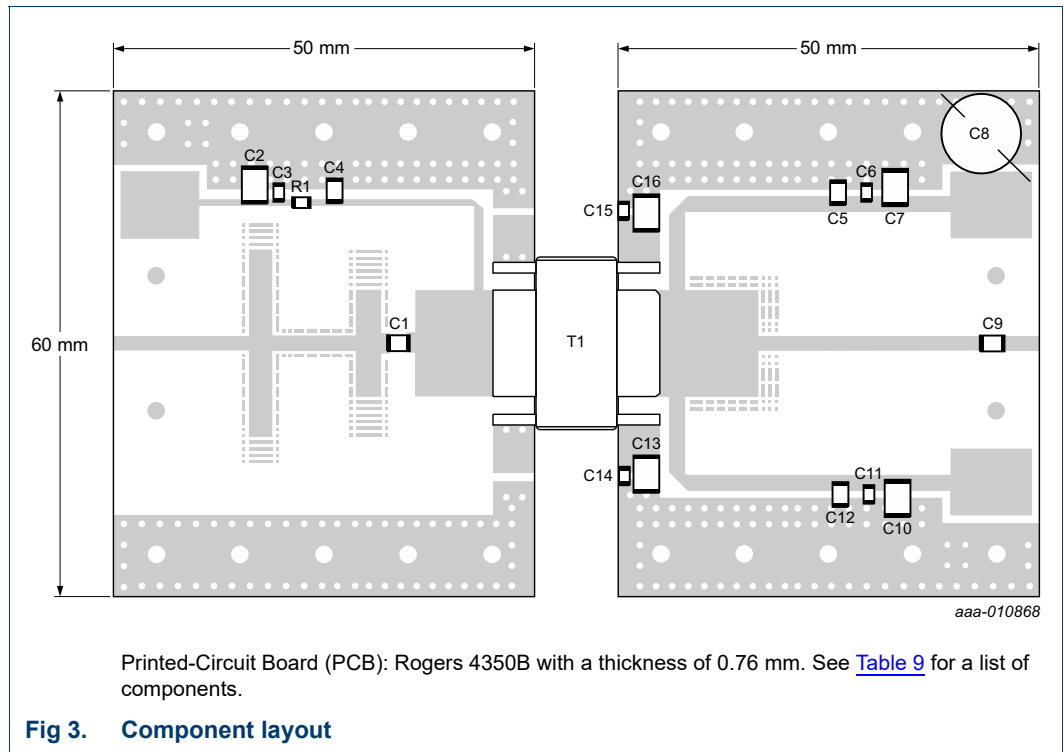 50 mm
50 mm
60 mm
C2
C3
R1
C4
C1
T1
C15
C16
C5
C6
C7
C8
C9
C14
C13
C12
C11
C10
aaa-010868
Printed-Circuit Board (PCB): Rogers 4350B with a thickness of 0.76 mm. See Table 9 for a list of
components.
Fig 3. Component layout